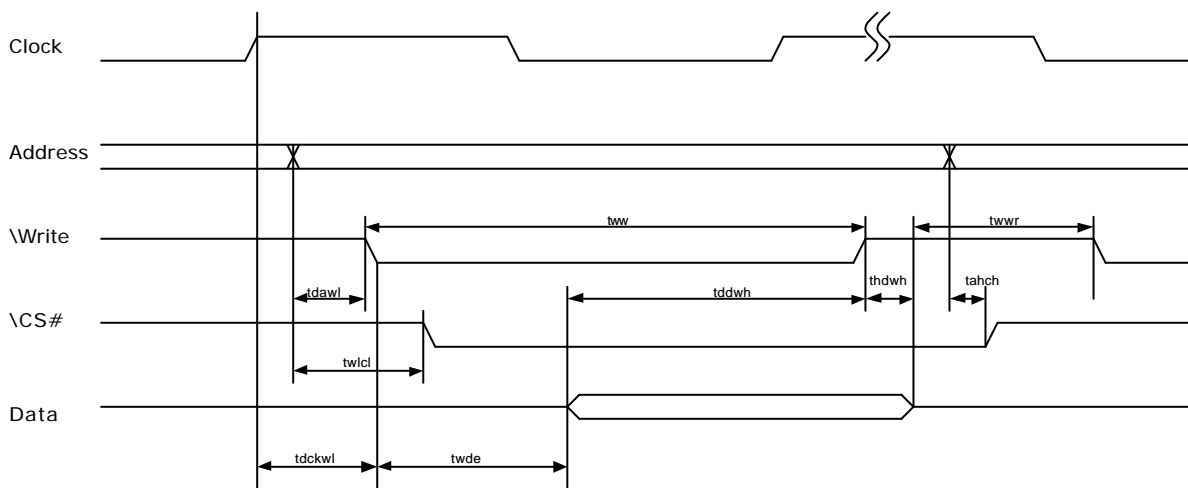 Clock
Address
tww
twwr
\Write
tdawl
tddwh
thdwh
tahch
\CS#
twlcl
Data
tdckwl
twde